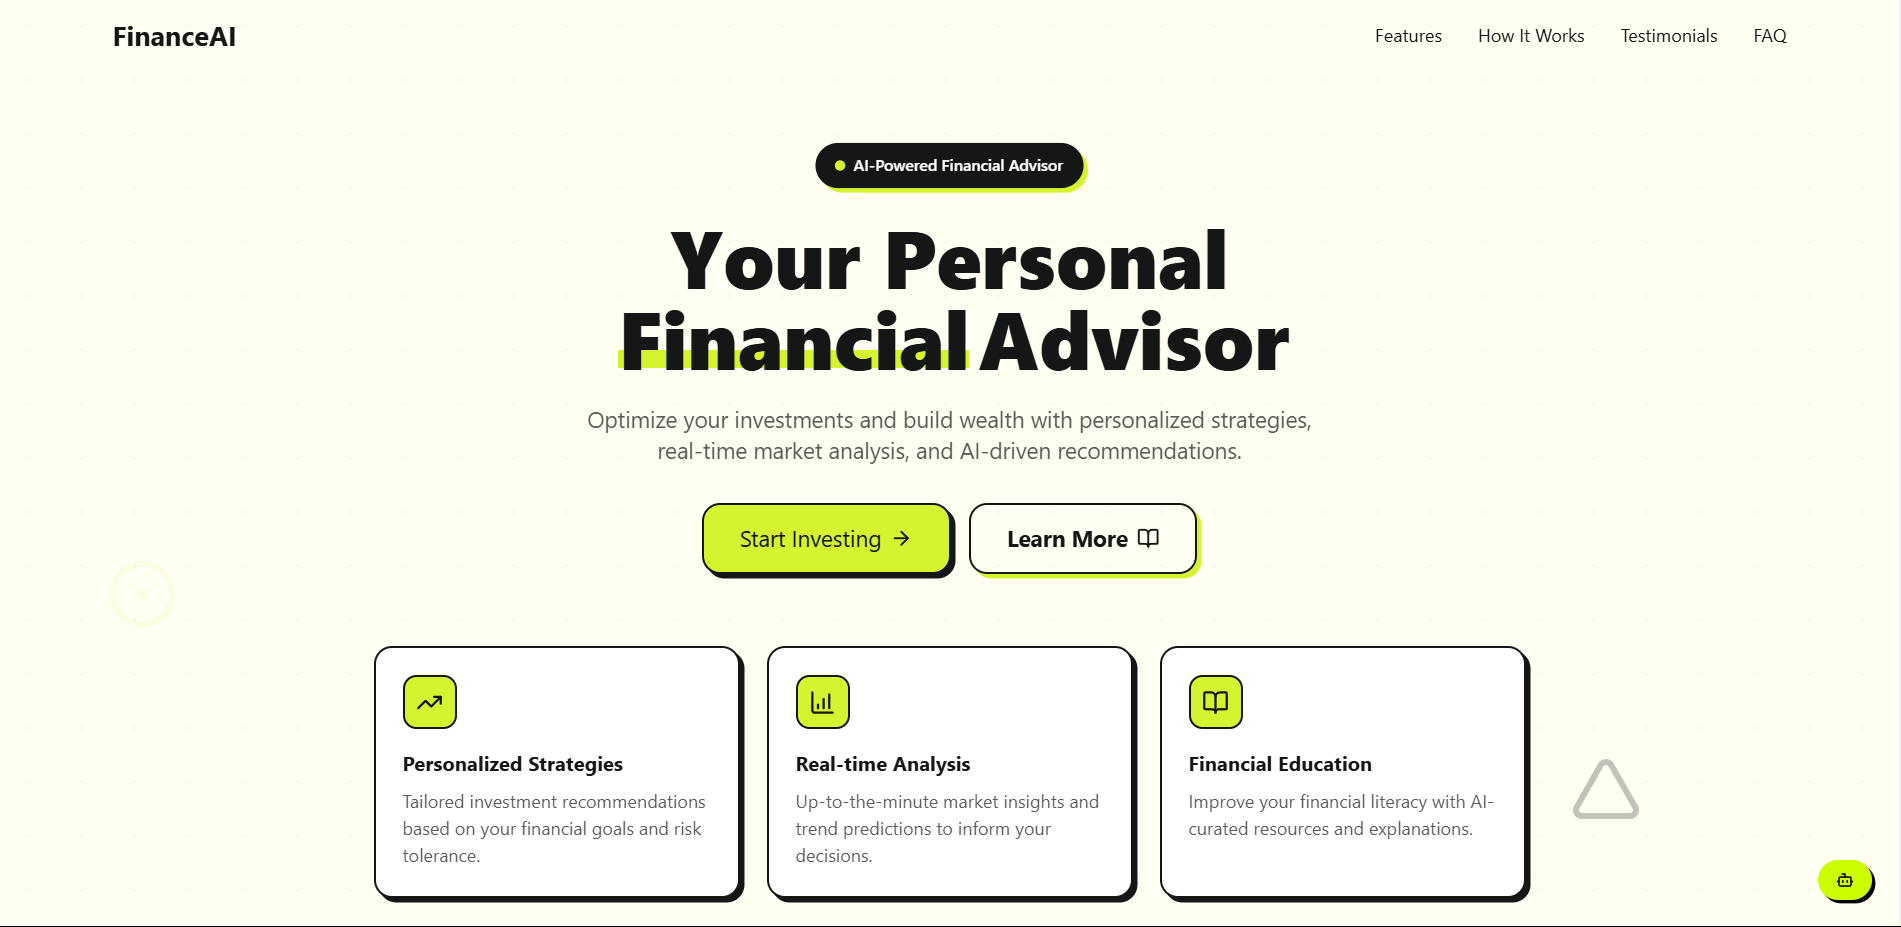 FinanceAI
Features
How It Works
Testimonials
FAQ
AI-Powered Financial Advisor
Your Personal
Financial Advisor
Optimize your investments and build wealth with personalized strategies,
real-time market analysis, and AI-driven recommendations.
Start Investing
Learn More
Personalized Strategies
Tailored investment recommendations
based on your financial goals and risk
tolerance.
Real-time Analysis
Up-to-the-minute market insights and
trend predictions to inform your
decisions.
Financial Education
Improve your financial literacy with AI-
curated resources and explanations.